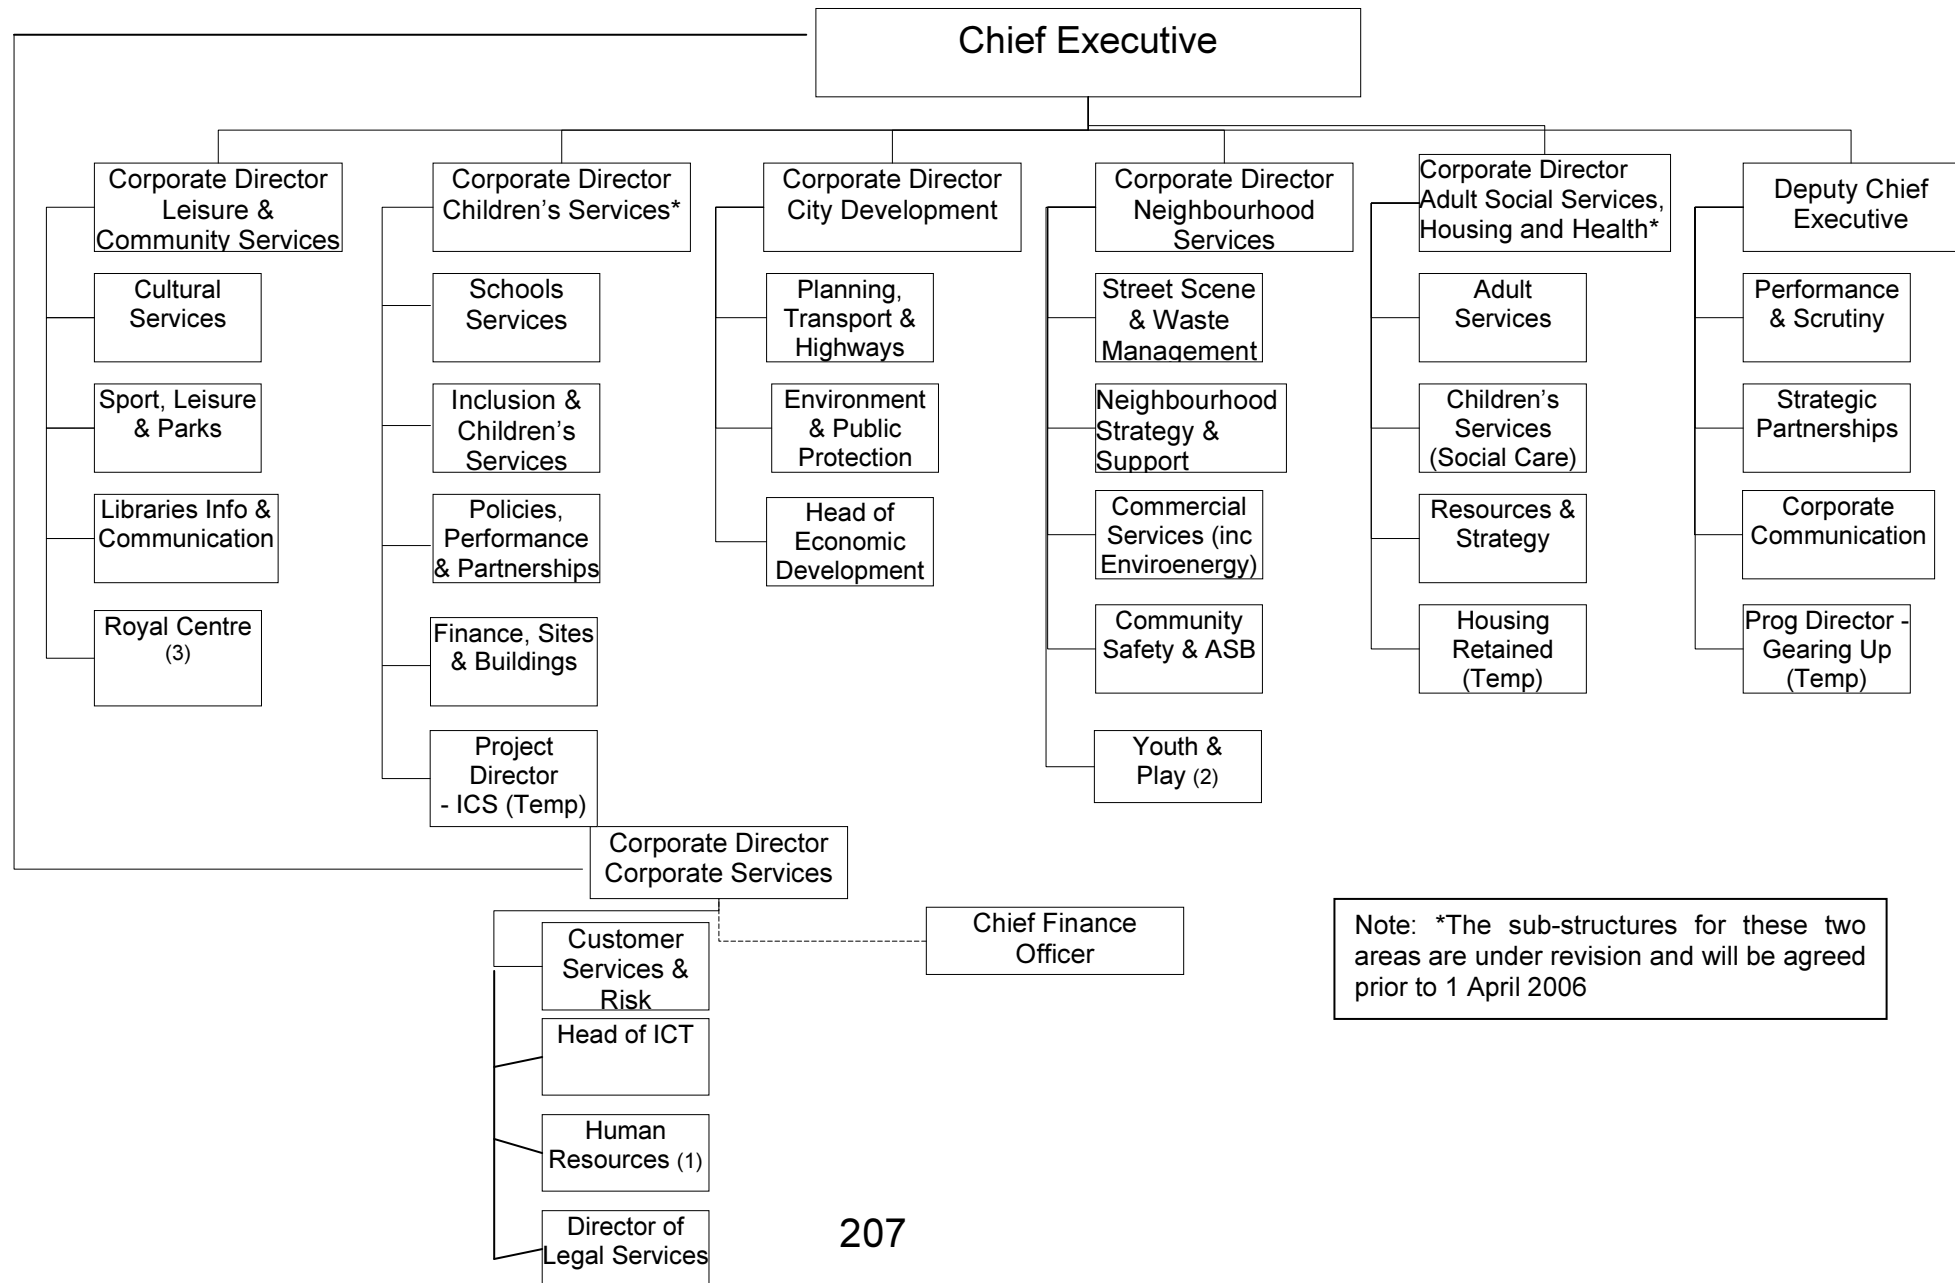 Chief Executive
Corporate Director
Leisure &
Community Services
Cultural
Services
Sport, Leisure
& Parks
Libraries Info &
Communication
Royal Centre
(3)
Corporate Director
Children’s Services*
Schools
Services
Inclusion &
Children’s
Services
Policies,
Performance
& Partnerships
Finance, Sites
& Buildings
Project
Director
- ICS (Temp)
Corporate Director
City Development
Planning,
Transport &
Highways
Environment
& Public
Protection
Head of
Economic
Development
Corporate Director
Neighbourhood
Services
Street Scene
& Waste
Management
Neighbourhood
Strategy &
Support
Commercial
Services (inc
Enviroenergy)
Community
Safety & ASB
Youth &
Play (2)
Corporate Director
Adult Social Services,
Housing and Health*
Adult
Services
Children’s
Services
(Social Care)
Resources &
Strategy
Housing
Retained
(Temp)
Deputy Chief
Executive
Performance
& Scrutiny
Strategic
Partnerships
Corporate
Communication
Prog Director -
Gearing Up
(Temp)
Corporate Director
Corporate Services
Chief Finance
Officer
Customer
Services &
Risk
Head of ICT
Human
Resources (1)
Director of
Legal Services
Note: *The sub-structures for these two
areas are under revision and will be agreed
prior to 1 April 2006
207